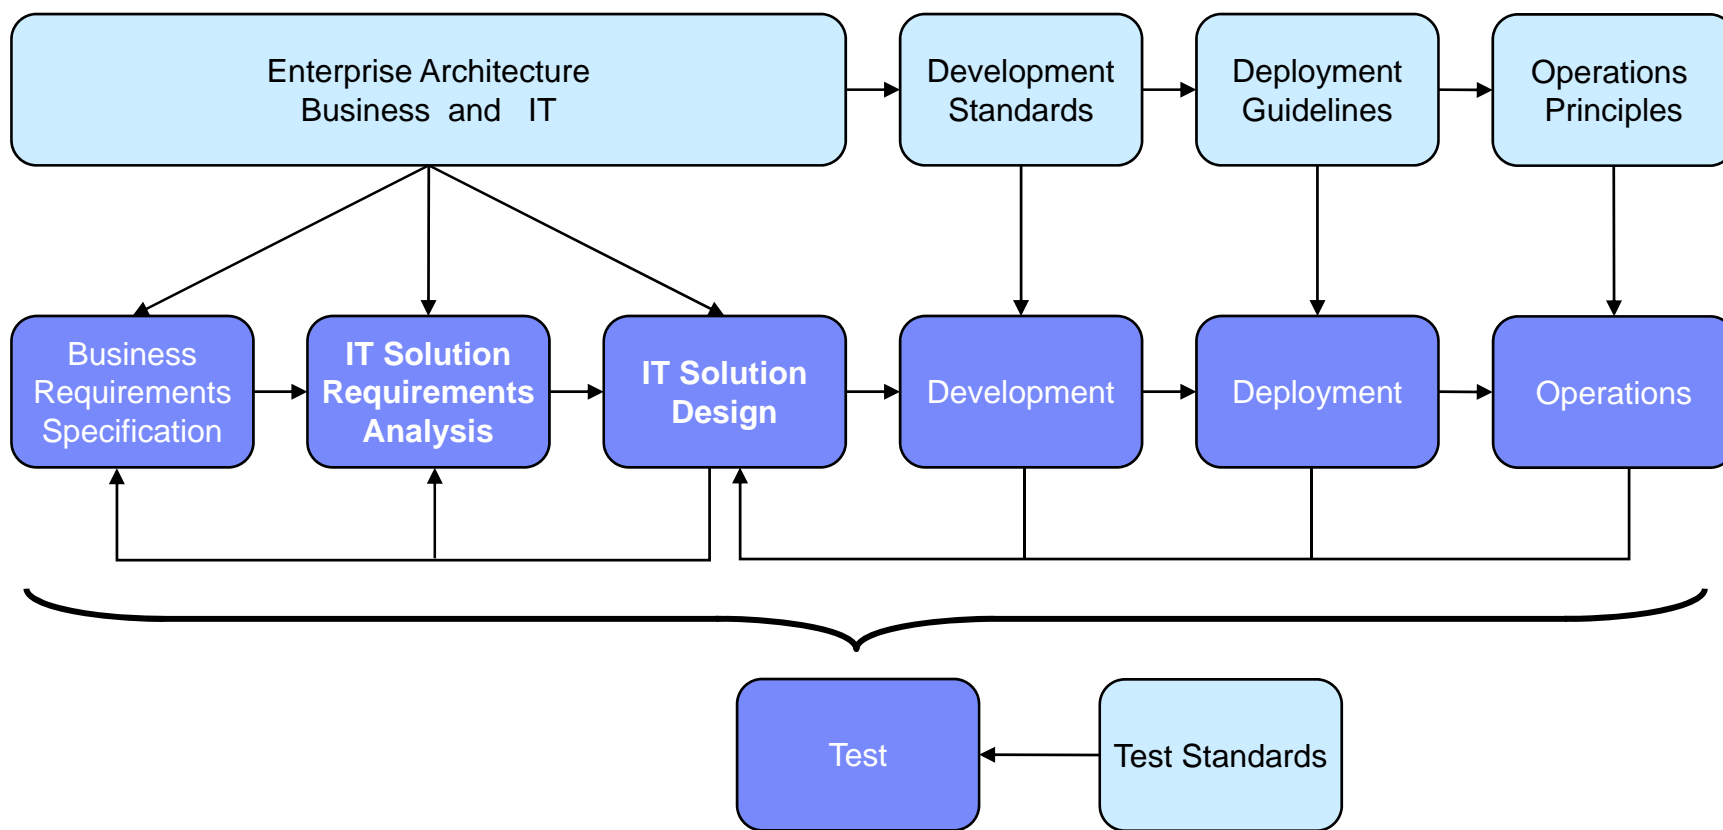 Enterprise Architecture
Business and IT
Development
Standards
Deployment
Guidelines
Operations
Principles
Business
Requirements
Specification
IT Solution
Requirements
Analysis
IT Solution
Design
Development
Deployment
Operations
Test
Test Standards